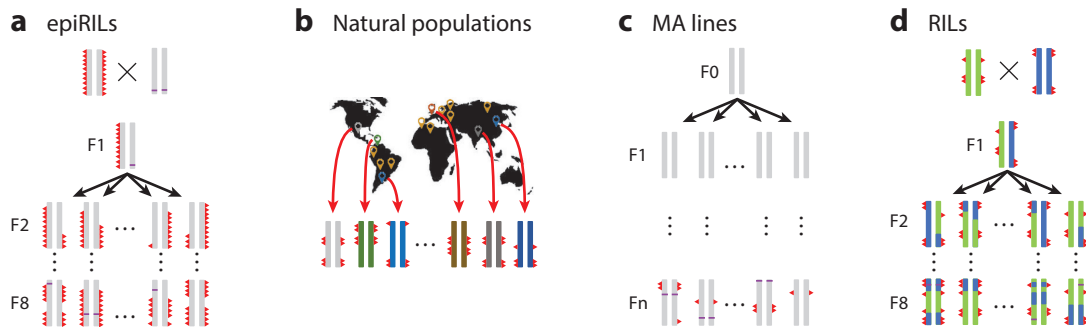 a epiRILs
F1
F2
...
F8
...
b Natural populations
...
c MA lines
F0
F1
...
Fn
...
d RILs
F1
F2
...
F8
...